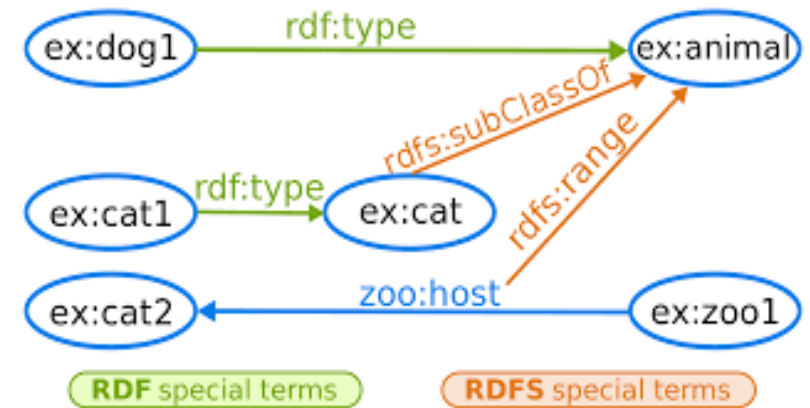 rdf:type
ex:dog1
ex:animal
rdfs:subClassOf
rdfs:range
rdf:type
ex:cat1
ex:cat
zoo:host
ex:cat2
ex:zoo1
RDF special terms
RDFS special terms